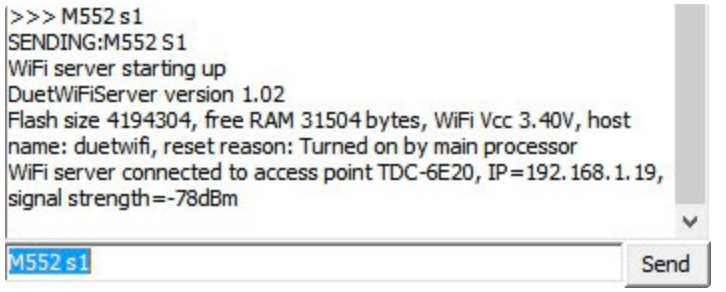 >>> M552 s1
SENDING:M552 S1
WiFi server starting up
DuetWiFiServer version 1.02
Flash size 4194304, free RAM 31504 bytes, WiFi Vcc 3.40V, host
name: duetwifi, reset reason: Turned on by main processor
WiFi server connected to access point TDC-6E20, IP=192.168.1.19,
signal strength=-78dBm
M552 s1
Send